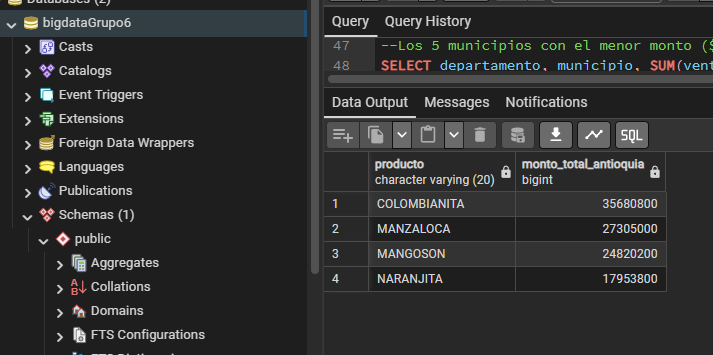 Databases (2)
bigdataGrupo6
Casts
Catalogs
Event Triggers
Extensions
Foreign Data Wrappers
Languages
Publications
Schemas (1)
public
Aggregates
Collations
Domains
FTS Configurations
Query
Query History
47 --Los 5 municipios con el menor monto ($
48 SELECT departamento, municipio, SUM(vent
Data Output
Messages
Notifications
SQL
producto
character varying (20)
monto_total_antioquia
bigint
1 COLOMBIANITA 35680800
2 MANZALOCA 27305000
3 MANGOSON 24820200
4 NARANJITA 17953800